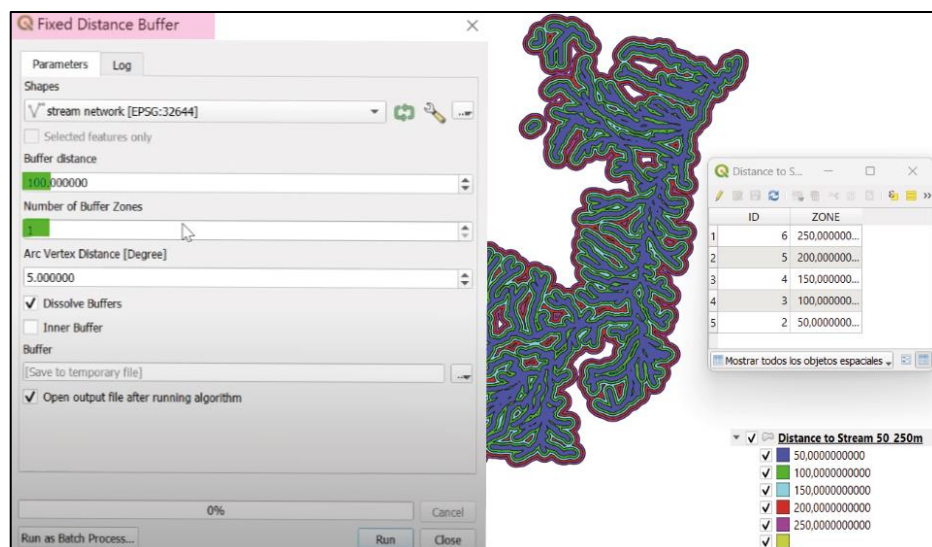 Fixed Distance Buffer
Parameters
Log
Shapes
stream network [EPSG:32644]
Selected features only
Buffer distance
100,000000
Number of Buffer Zones
1
Arc Vertex Distance [Degree]
5.000000
Dissolve Buffers
Inner Buffer
Buffer
[Save to temporary file]
Open output file after running algorithm
0%
Cancel
Run as Batch Process...
Run
Close
Distance to S...
ID ZONE
1 6 250,000000...
2 5 200,000000...
3 4 150,000000...
4 3 100,000000...
5 2 50,0000000...
Mostrar todos los objetos espaciales
Distance to Stream 50_250m
50,0000000000
100,0000000000
150,0000000000
200,0000000000
250,0000000000